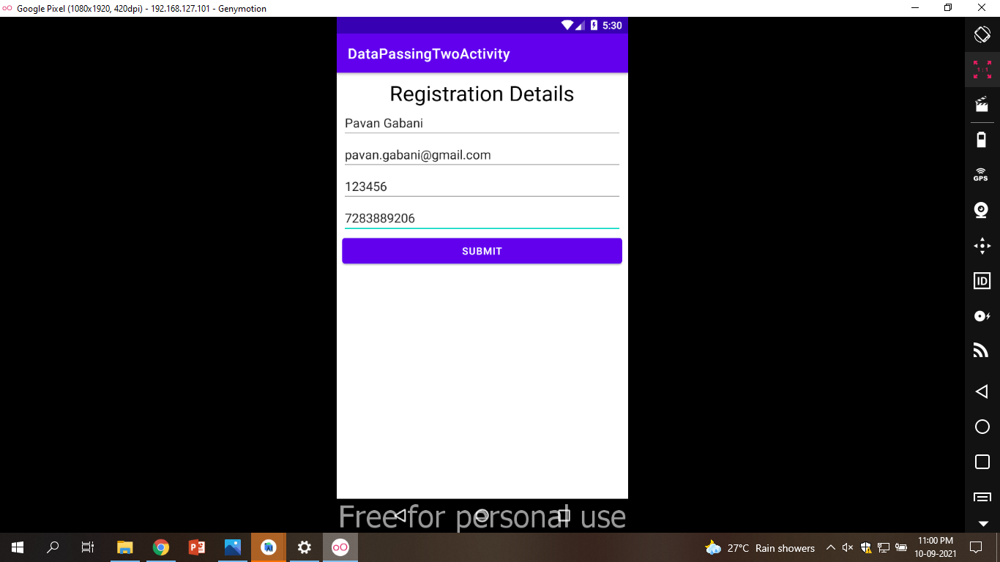 Google Pixel (1080x1920, 420dpi) - 192.168.127.101 - Genymotion
5:30
DataPassingTwoActivity
Registration Details
Pavan Gabani
pavan.gabani@gmail.com
123456
7283889206
SUBMIT
Free for personal use
1 : 1
GPS
ID
27°C Rain showers
11:00 PM
10-09-2021